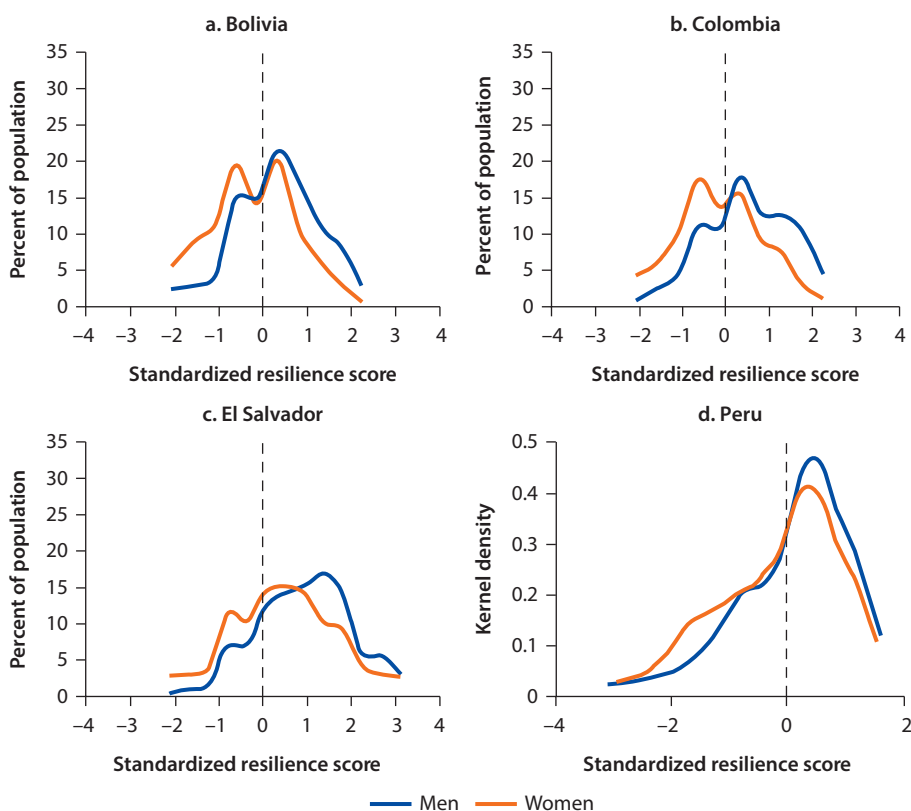 a. Bolivia
Percent of population
35
30
25
20
15
10
5
0
–4 –3 –2 –1 0 1 2 3 4
Standardized resilience score
b. Colombia
Percent of population
35
30
25
20
15
10
5
0
–4 –3 –2 –1 0 1 2 3 4
Standardized resilience score
c. El Salvador
Percent of population
35
30
25
20
15
10
5
0
–4 –3 –2 –1 0 1 2 3 4
Standardized resilience score
d. Peru
Kernel density
0.5
0.4
0.3
0.2
0.1
0
–4 –2 0 2
Standardized resilience score
Men Women